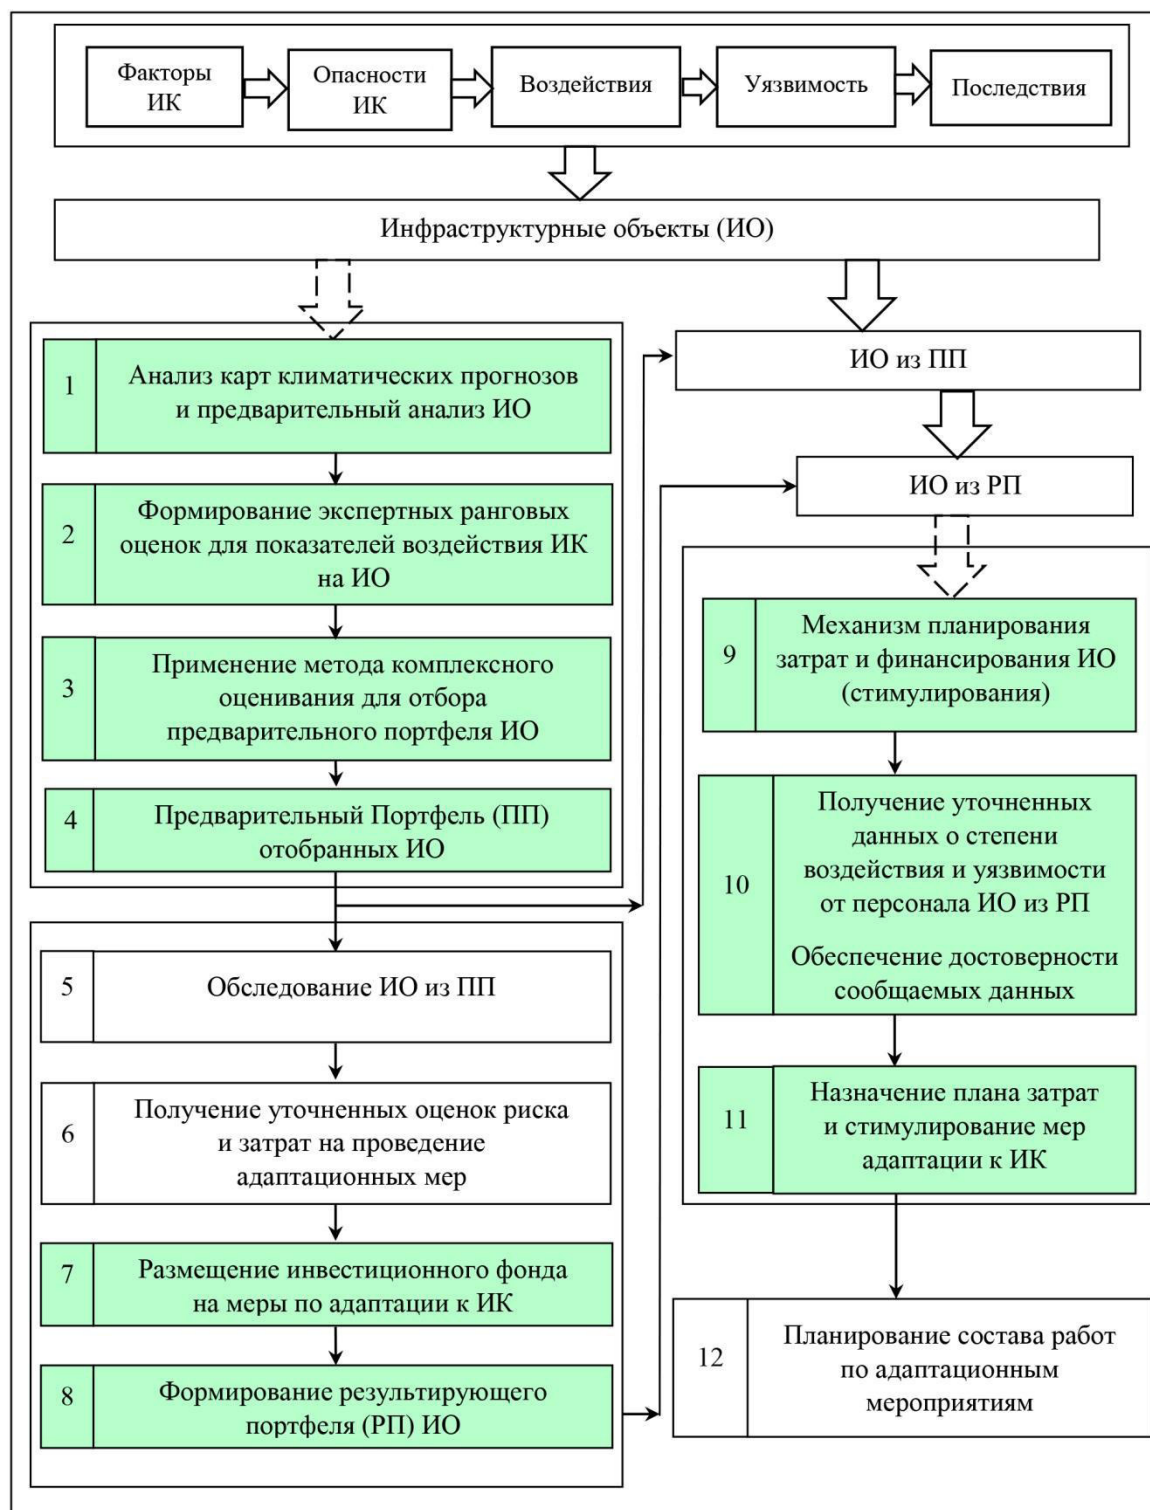 Факторы
ИК
Опасности
ИК
Воздействия
Уязвимость
Последствия
Инфраструктурные объекты (ИО)
1
Анализ карт климатических прогнозов
и предварительный анализ ИО
2
Формирование экспертных ранговых
оценок для показателей воздействия ИК
на ИО
3
Применение метода комплексного
оценивания для отбора
предварительного портфеля ИО
4
Предварительный Портфель (ПП)
отобранных ИО
5
Обследование ИО из ПП
6
Получение уточненных оценок риска
и затрат на проведение
адаптационных мер
7
Размещение инвестиционного фонда
на меры по адаптации к ИК
8
Формирование результирующего
портфеля (РП) ИО
ИО из ПП
ИО из РП
9
Механизм планирования
затрат и финансирования ИО
(стимулирования)
10
Получение уточненных
данных о степени
воздействия и уязвимости
от персонала ИО из РП
Обеспечение достоверности
сообщаемых данных
11
Назначение плана затрат
и стимулирование мер
адаптации к ИК
12
Планирование состава работ
по адаптационным
мероприятиям